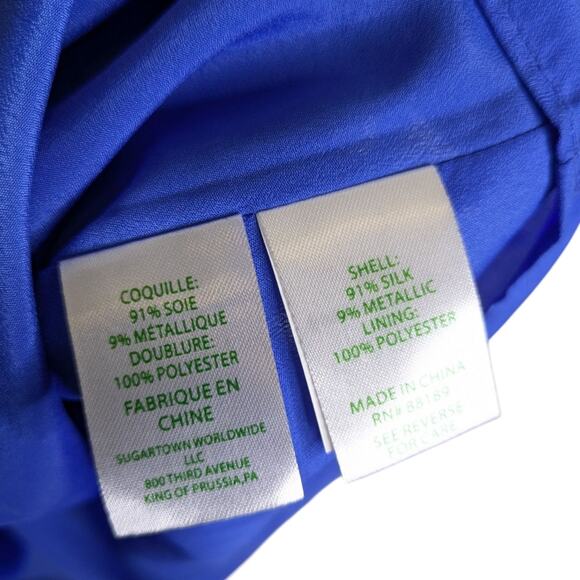 COQUILLE:
91% SOIE
9% MÉTALLIQUE
DOUBLURE:
100% POLYESTER
FABRIQUE EN
CHINE
SUGARTOWN WORLDWIDE
LLC
800 THIRD AVENUE
KING OF PRUSSIA,PA
SHELL:
91% SILK
9% METALLIC
LINING:
100% POLYESTER
MADE IN CHINA
RN# 88189
SEE REVERSE
FOR CARE